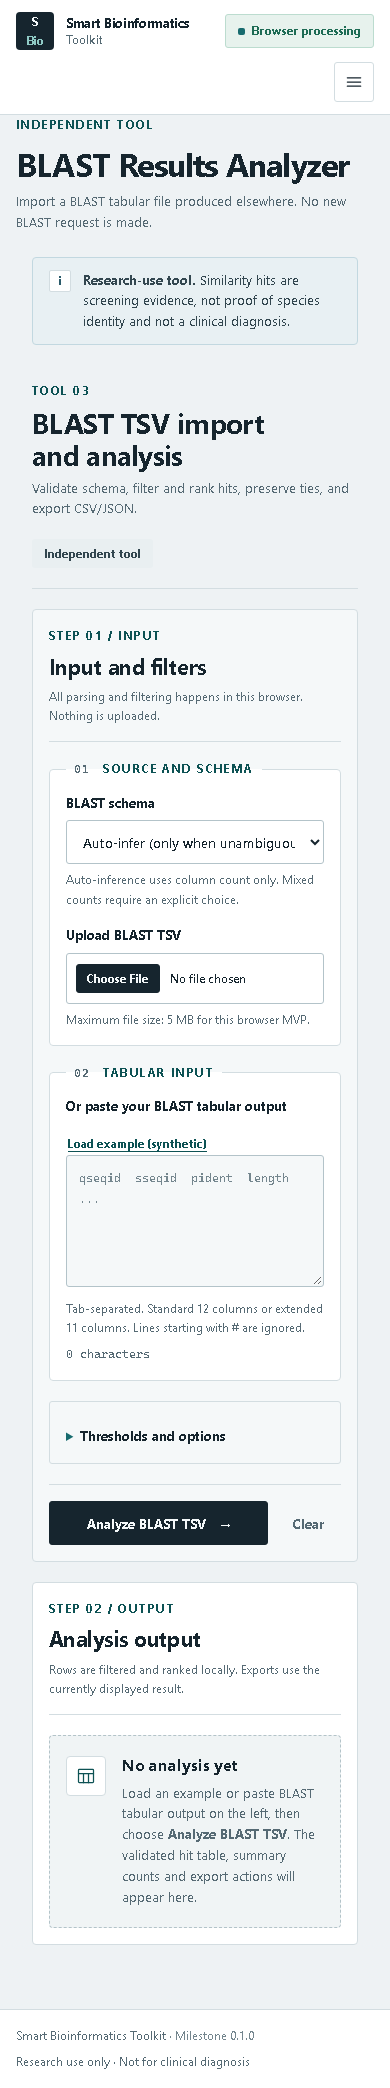 S
Bio
Smart Bioinformatics
Toolkit
Browser processing
INDEPENDENT TOOL
BLAST Results Analyzer
Import a BLAST tabular file produced elsewhere. No new
BLAST request is made.
i
Research-use tool. Similarity hits are
screening evidence, not proof of species
identity and not a clinical diagnosis.
TOOL 03
BLAST TSV import
and analysis
Validate schema, filter and rank hits, preserve ties, and
export CSV/JSON.
Independent tool
STEP 01 / INPUT
Input and filters
All parsing and filtering happens in this browser.
Nothing is uploaded.
01 SOURCE AND SCHEMA
BLAST schema
Auto-infer (only when unambiguou
Auto-inference uses column count only. Mixed
counts require an explicit choice.
Upload BLAST TSV
Choose File No file chosen
Maximum file size: 5 MB for this browser MVP.
02 TABULAR INPUT
Or paste your BLAST tabular output
Load example (synthetic)
qseqid sseqid pident length
...
Tab-separated. Standard 12 columns or extended
11 columns. Lines starting with # are ignored.
0 characters
Thresholds and options
Analyze BLAST TSV → Clear
STEP 02 / OUTPUT
Analysis output
Rows are filtered and ranked locally. Exports use the
currently displayed result.
No analysis yet
Load an example or paste BLAST
tabular output on the left, then
choose Analyze BLAST TSV. The
validated hit table, summary
counts and export actions will
appear here.
Smart Bioinformatics Toolkit · Milestone 0.1.0
Research use only · Not for clinical diagnosis